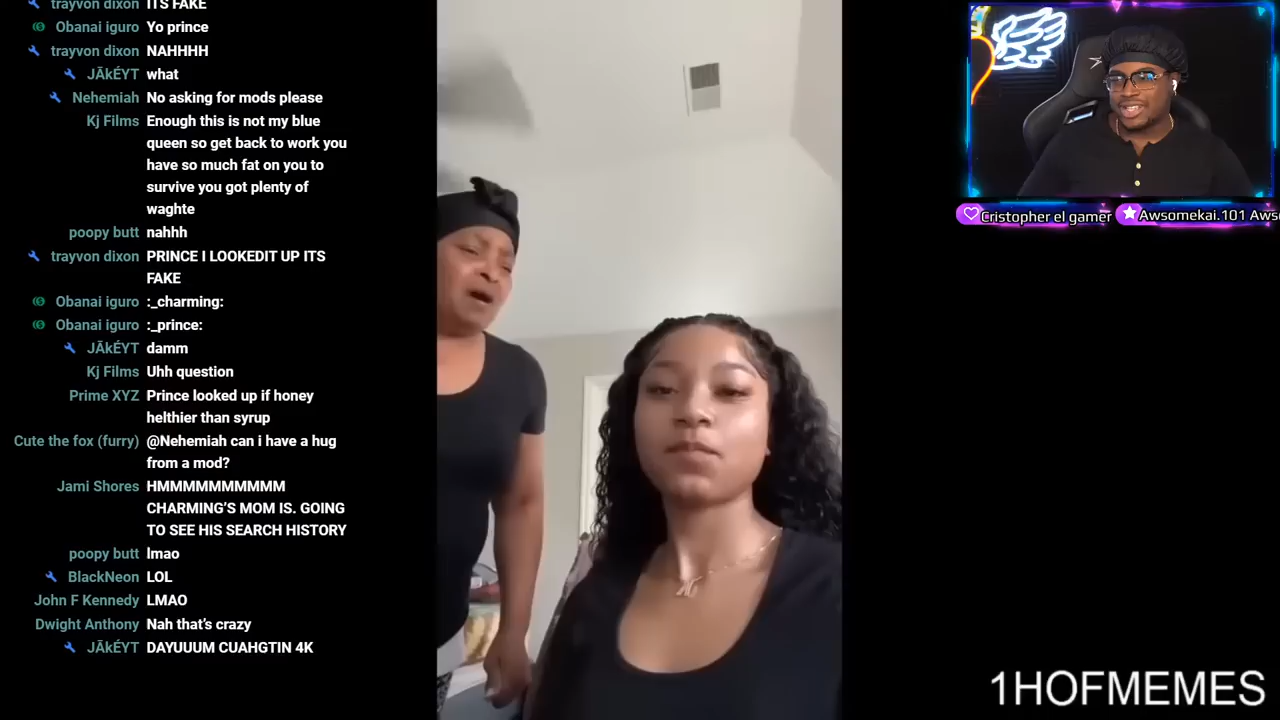 trayvon dixon ITS FAKE
Obanai iguro Yo prince
trayvon dixon NAHHHH
JĀkÉYT what
Nehemiah No asking for mods please
Kj Films Enough this is not my blue
queen so get back to work you
have so much fat on you to
survive you got plenty of
waghte
poopy butt nahhh
trayvon dixon PRINCE I LOOKEDIT UP ITS
FAKE
Obanai iguro :_charming:
Obanai iguro :_prince:
JĀkÉYT damm
Kj Films Uhh question
Prime XYZ Prince looked up if honey
helthier than syrup
Cute the fox (furry) @Nehemiah can i have a hug
from a mod?
Jami Shores HMMMMMMMMMM
CHARMING'S MOM IS. GOING
TO SEE HIS SEARCH HISTORY
poopy butt lmao
BlackNeon LOL
John F Kennedy LMAO
Dwight Anthony Nah that's crazy
JĀkÉYT DAYUUUM CUAHGTIN 4K
Cristopher el gamer Awsomekai.101 Aws
1HOFMEMES